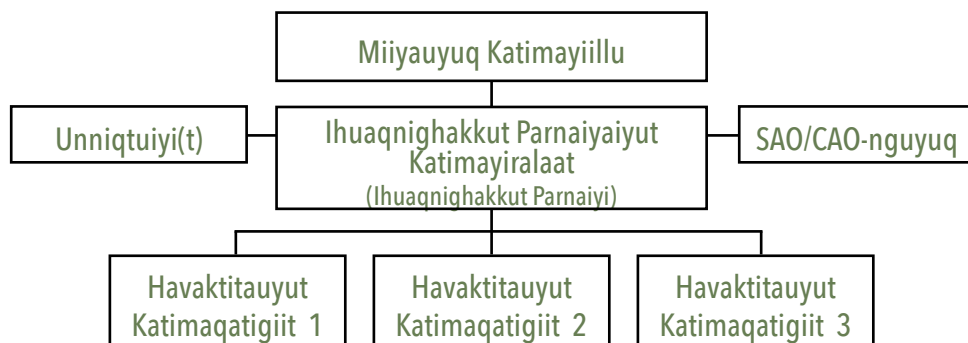 Miiyauyuq Katimayiillu
Unniqtuiyi(t)
Ihuaqnighakkut Parnaiyaiyut
Katimayiralaat
(Ihuaqnighakkut Parnaiyi)
SAO/CAO-nguyuq
Havaktitauyut
Katimaqatigiit 1
Havaktitauyut
Katimaqatigiit 2
Havaktitauyut
Katimaqatigiit 3